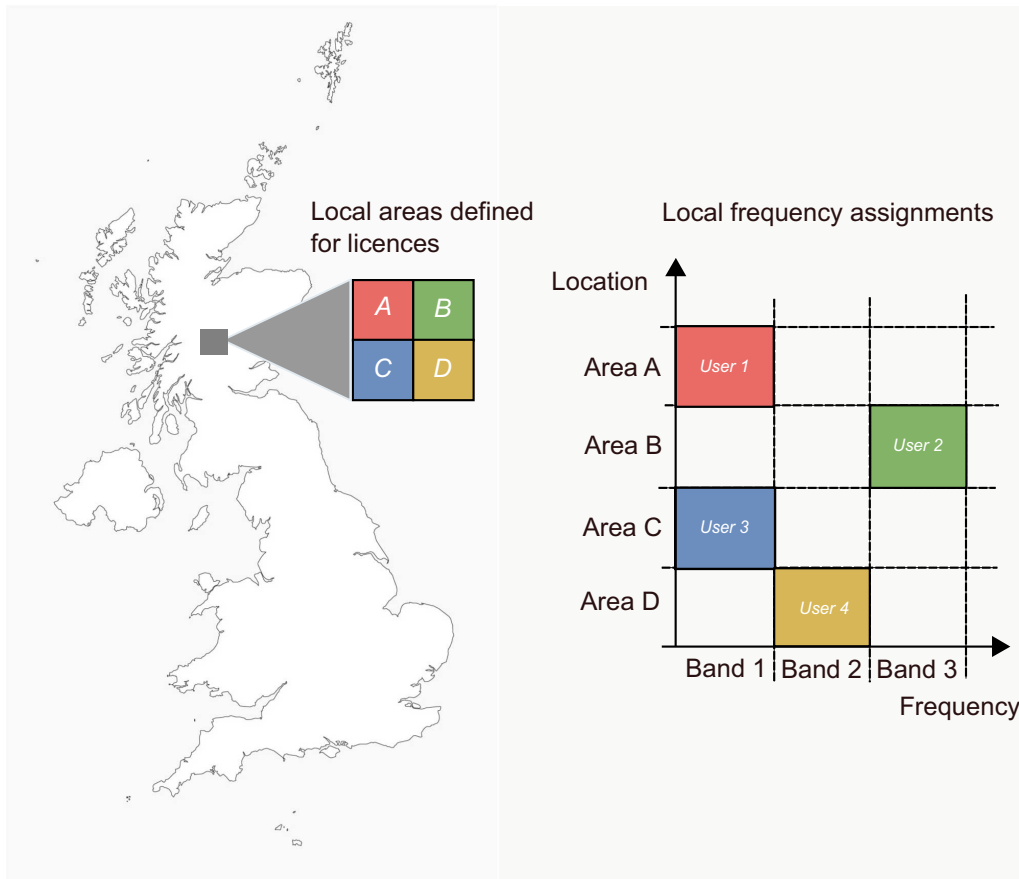 Local areas defined
for licences
A
B
C
D
Local frequency assignments
Location
Area A
User 1
Area B
User 2
Area C
User 3
Area D
User 4
Band 1
Band 2
Band 3
Frequency